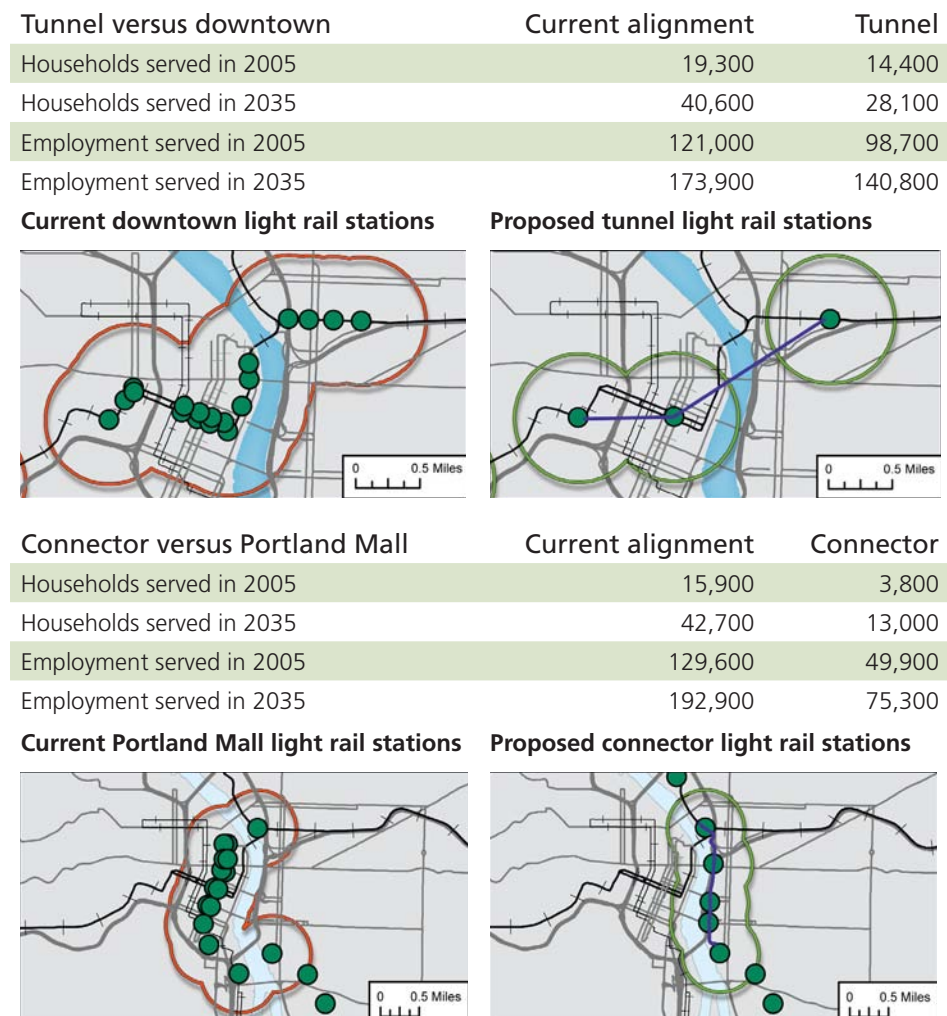 Tunnel versus downtown Current alignment Tunnel
Households served in 2005 19,300 14,400
Households served in 2035 40,600 28,100
Employment served in 2005 121,000 98,700
Employment served in 2035 173,900 140,800
Current downtown light rail stations Proposed tunnel light rail stations
0 0.5 Miles 0 0.5 Miles
Connector versus Portland Mall Current alignment Connector
Households served in 2005 15,900 3,800
Households served in 2035 42,700 13,000
Employment served in 2005 129,600 49,900
Employment served in 2035 192,900 75,300
Current Portland Mall light rail stations Proposed connector light rail stations
0 0.5 Miles 0 0.5 Miles